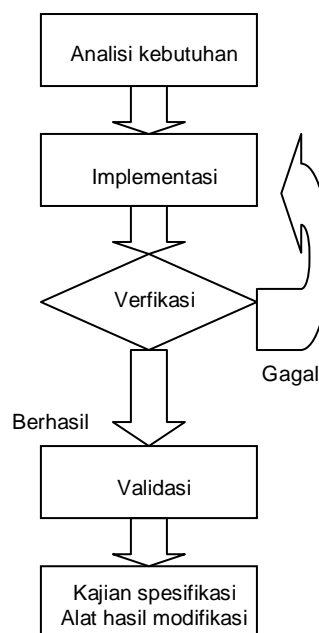 Analisi kebutuhan
Implementasi
Verfikasi
Gagal
Berhasil
Validasi
Kajian spesifikasi
Alat hasil modifikasi